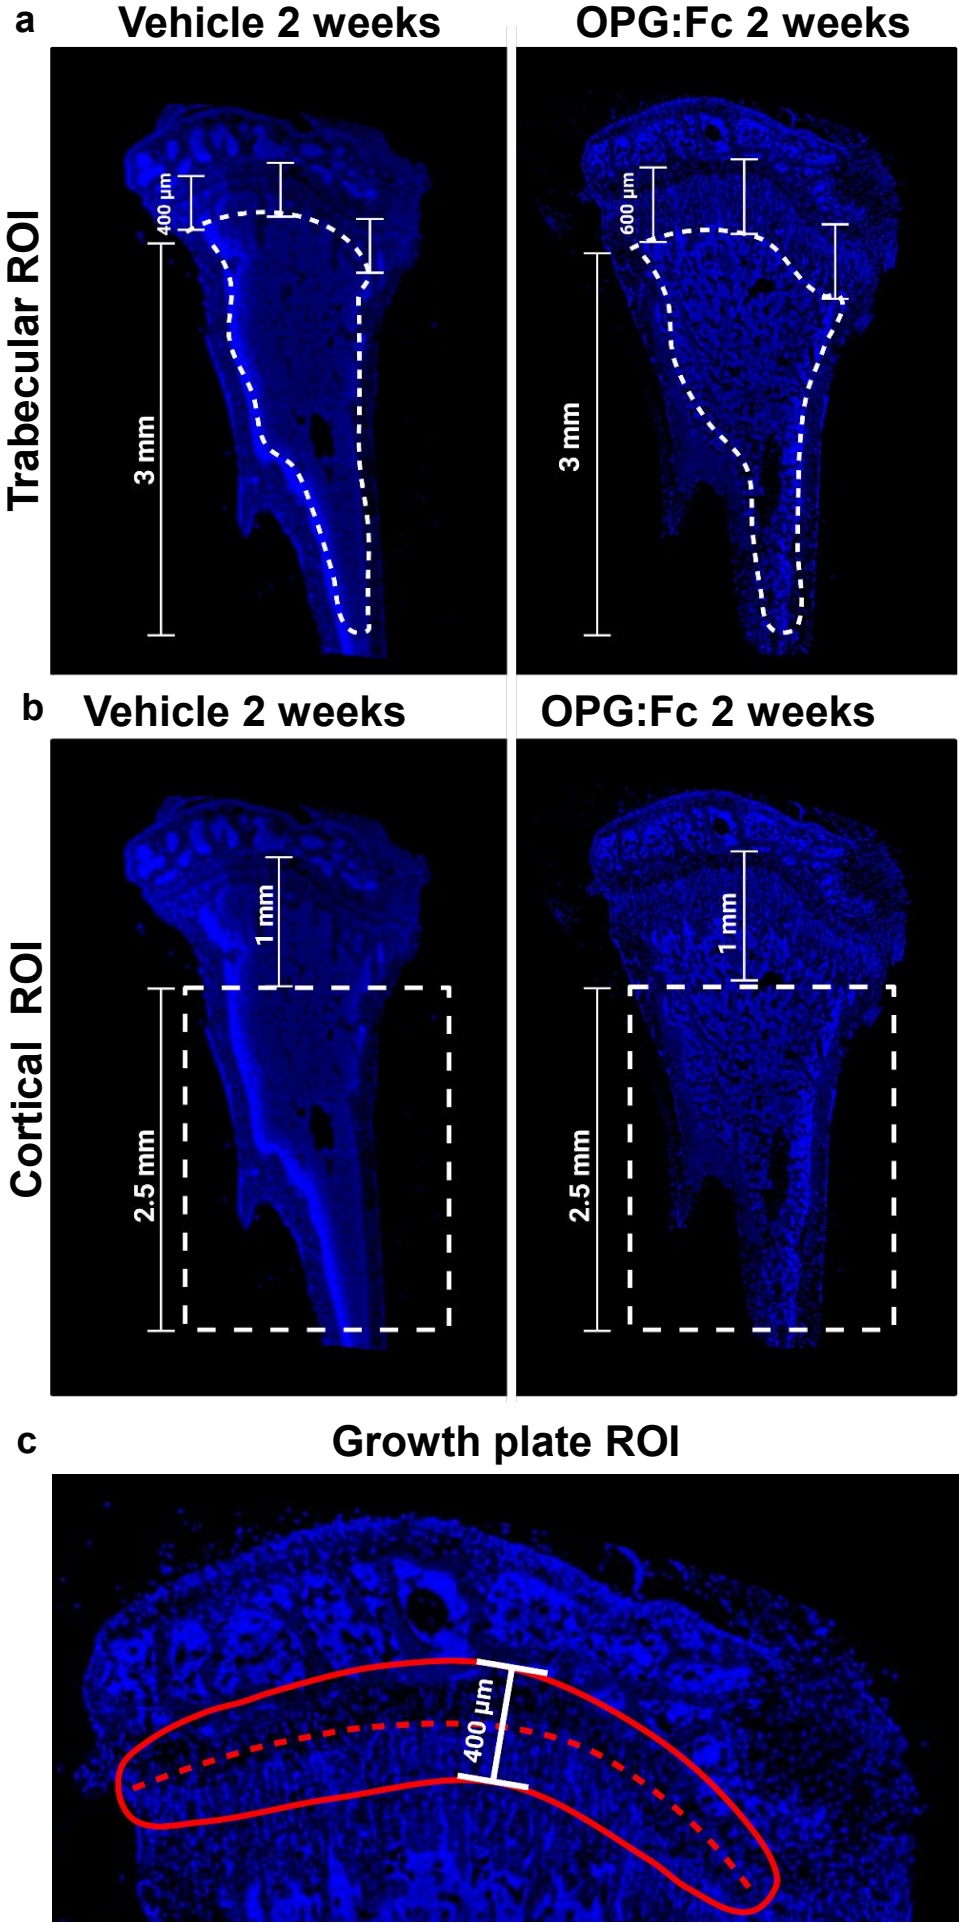 a
Vehicle 2 weeks
OPG:Fc 2 weeks
Trabecular ROI
400 µm
3 mm
600 µm
3 mm
b
Vehicle 2 weeks
OPG:Fc 2 weeks
Cortical ROI
1 mm
2.5 mm
1 mm
2.5 mm
c
Growth plate ROI
400 µm